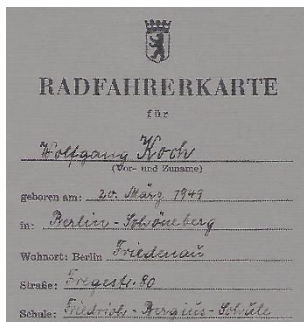 RADFAHRERKARTE
für
Wolfgang Koch
(Vor- und Zuname)
geboren am: 20. März 1949
in: Berlin-Schöneberg
Wohnort: Berlin Friedenau
Straße: Fregestr. 80
Schule: Friedrich-Bergius-Schule